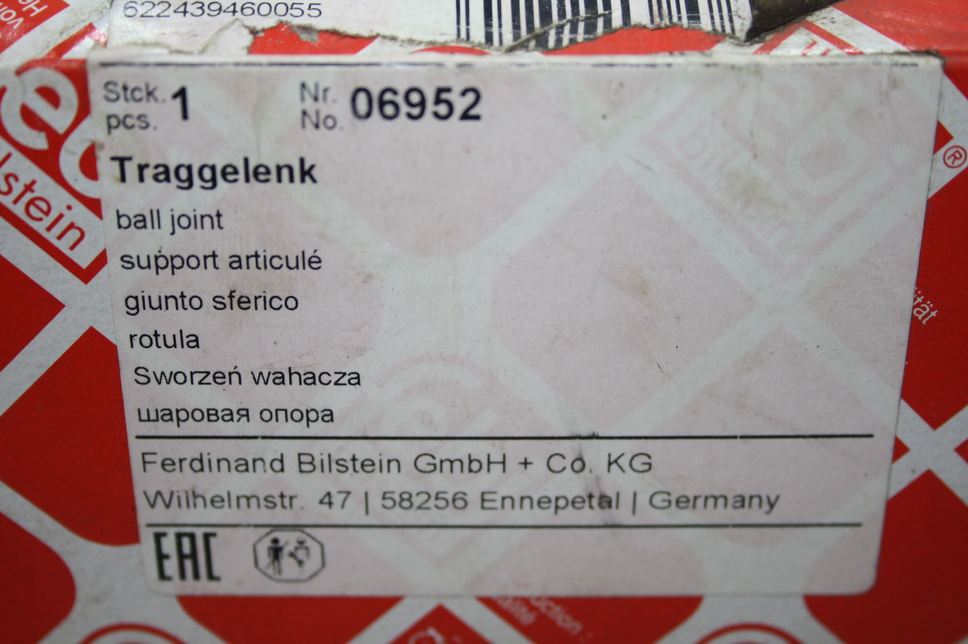 622439460055
Stck. 1 Nr. 06952
pcs. No.
Traggelenk
ball joint
support articulé
giunto sferico
rotula
Sworzeń wahacza
шаровая опора
Ferdinand Bilstein GmbH + Co. KG
Wilhelmstr. 47 | 58256 Ennepetal | Germany
EAC